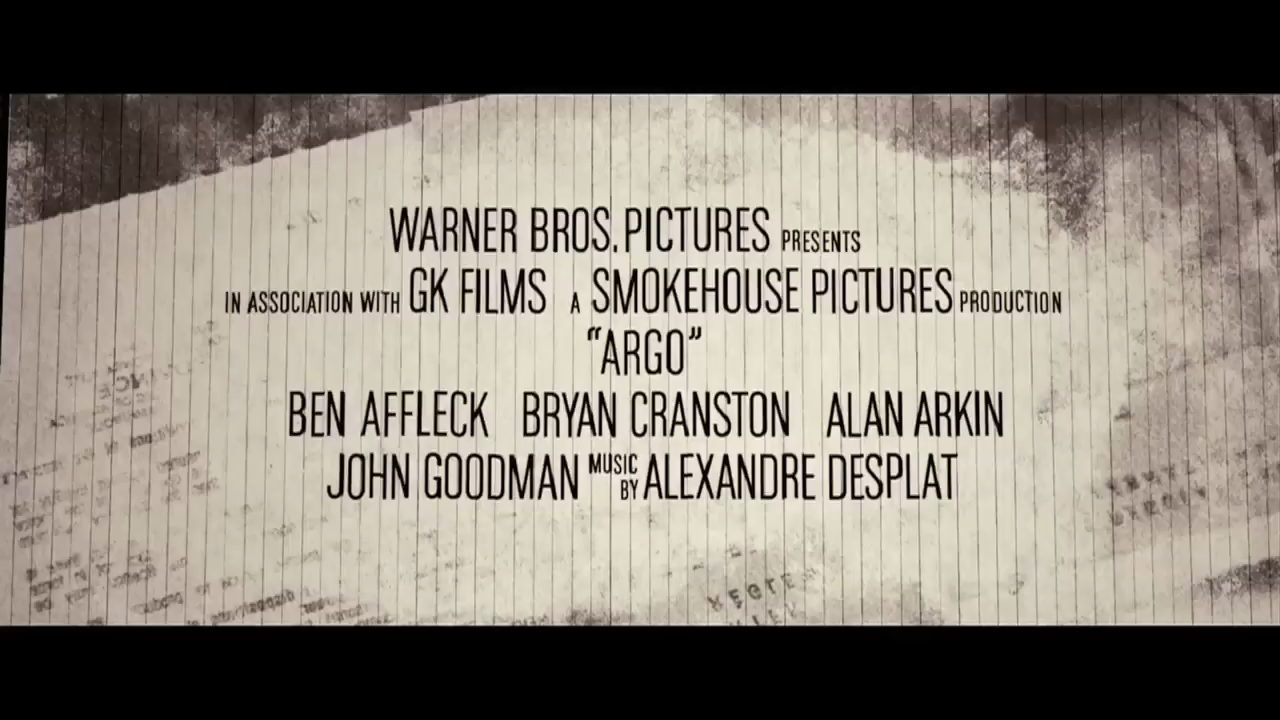 WARNER BROS. PICTURES PRESENTS
IN ASSOCIATION WITH GK FILMS A SMOKEHOUSE PICTURES PRODUCTION
“ARGO”
BEN AFFLECK BRYAN CRANSTON ALAN ARKIN
JOHN GOODMAN MUSIC BY ALEXANDRE DESPLAT